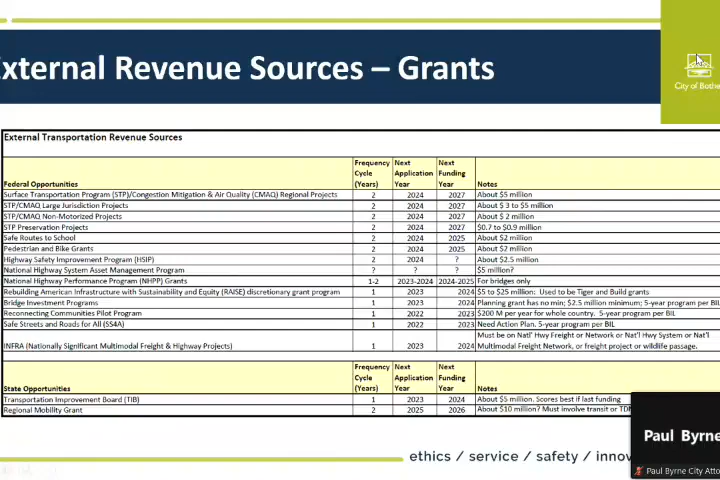 External Revenue Sources – Grants
City of Bothe
External Transportation Revenue Sources
Federal Opportunities Frequency Cycle (Years) Next Application Year Next Funding Year Notes
Surface Transportation Program (STP)/Congestion Mitigation & Air Quality (CMAQ) Regional Projects 2 2024 2027 About $5 million
STP/CMAQ Large Jurisdiction Projects 2 2024 2027 About $ 3 to $5 million
STP/CMAQ Non-Motorized Projects 2 2024 2027 About $ 2 million
STP Preservation Projects 2 2024 2027 $0.7 to $0.9 million
Safe Routes to School 2 2024 2025 About $2 million
Pedestrian and Bike Grants 2 2024 2025 About $2 million
Highway Safety Improvement Program (HSIP) 2 2024 ? About $2.5 million
National Highway System Asset Management Program ? ? ? $5 million?
National Highway Performance Program (NHPP) Grants 1-2 2023-2024 2024-2025 For bridges only
Rebuilding American Infrastructure with Sustainability and Equity (RAISE) discretionary grant program 1 2023 2024 $5 to $25 million: Used to be Tiger and Build grants
Bridge Investment Programs 1 2023 2024 Planning grant has no min; $2.5 million minimum; 5-year program per BIL
Reconnecting Communities Pilot Program 1 2022 2023 $200 M per year for whole country. 5-year program per BIL
Safe Streets and Roads for All (SS4A) 1 2022 2023 Need Action Plan. 5-year program per BIL
INFRA (Nationally Significant Multimodal Freight & Highway Projects) 1 2023 2024 Must be on Natl' Hwy Freight or Network or Nat'l Hwy System or Nat'l
Multimodal Freight Network, or freight project or wildlife passage.
State Opportunities Frequency Cycle (Years) Next Application Year Next Funding Year Notes
Transportation Improvement Board (TIB) 1 2023 2024 About $5 million. Scores best if last funding
Regional Mobility Grant 2 2025 2026 About $10 million? Must involve transit or TDM
ethics / service / safety / innov
Paul Byrne
Paul Byrne City Atto